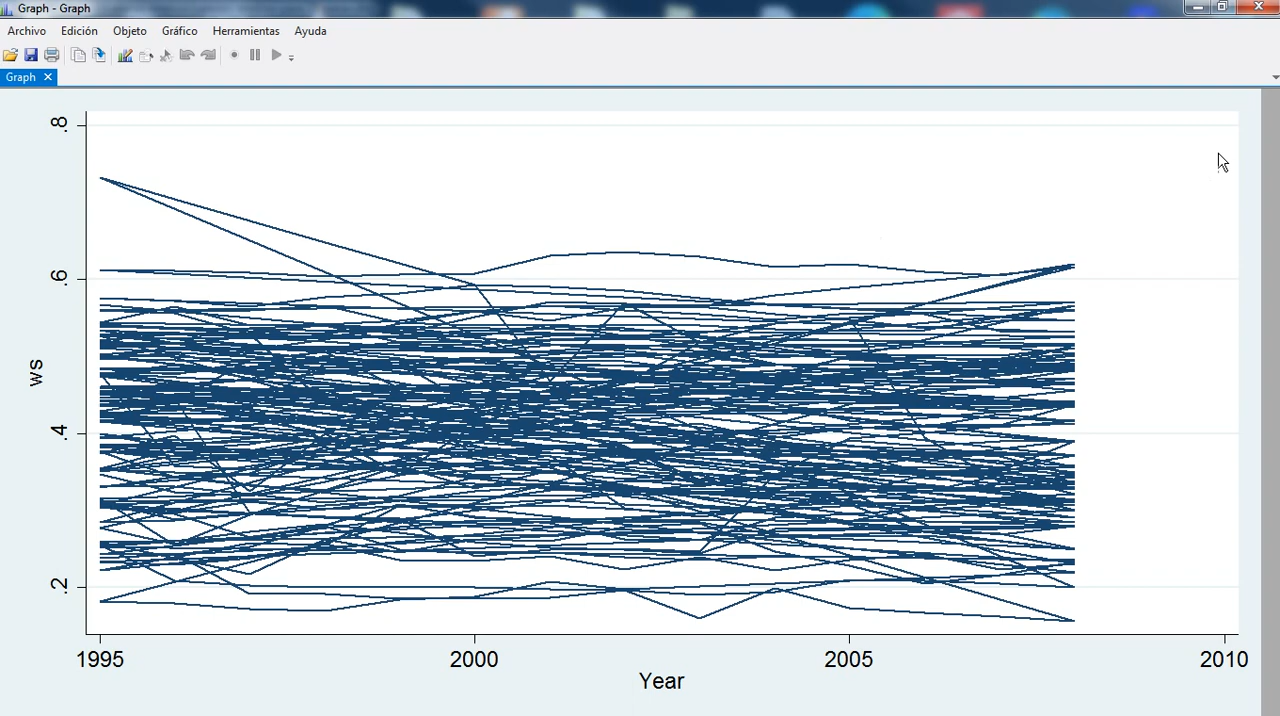 Graph - Graph
Archivo Edición Objeto Gráfico Herramientas Ayuda
Graph
.8
.6
.4
.2
ws
1995 2000 2005 2010
Year